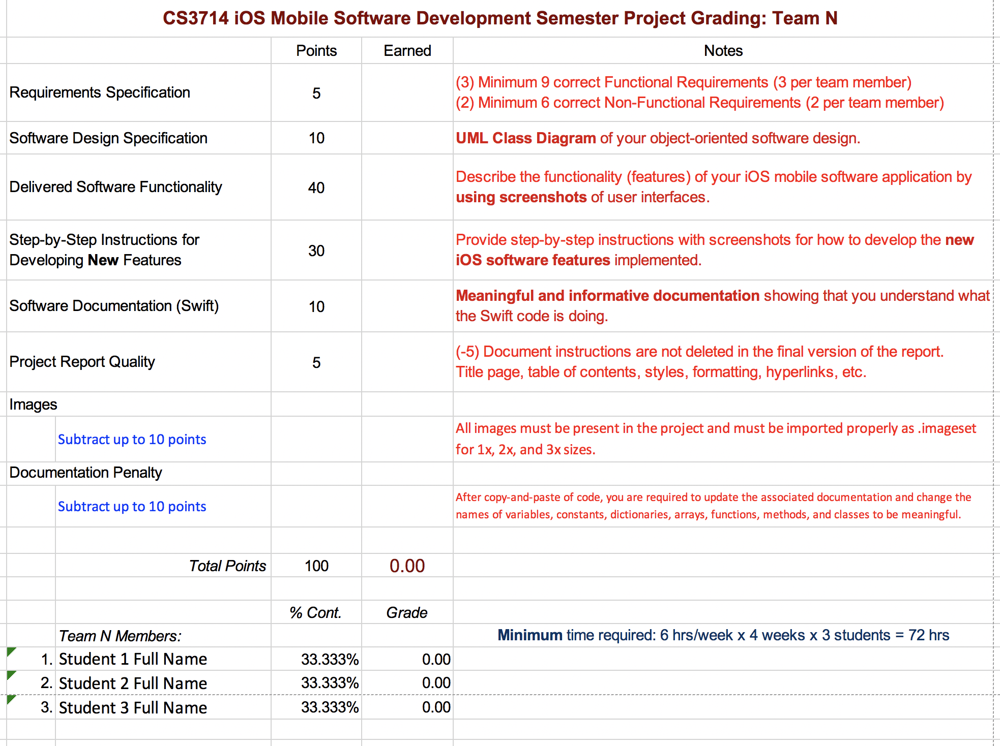 CS3714 iOS Mobile Software Development Semester Project Grading: Team N
Points Earned Notes
Requirements Specification 5 (3) Minimum 9 correct Functional Requirements (3 per team member)
(2) Minimum 6 correct Non-Functional Requirements (2 per team member)
Software Design Specification 10 UML Class Diagram of your object-oriented software design.
Delivered Software Functionality 40 Describe the functionality (features) of your iOS mobile software application by
using screenshots of user interfaces.
Step-by-Step Instructions for
Developing New Features
30
Provide step-by-step instructions with screenshots for how to develop the new
iOS software features implemented.
Software Documentation (Swift) 10 Meaningful and informative documentation showing that you understand what
the Swift code is doing.
Project Report Quality 5 (-5) Document instructions are not deleted in the final version of the report.
Title page, table of contents, styles, formatting, hyperlinks, etc.
Images
Subtract up to 10 points All images must be present in the project and must be imported properly as .imageset
for 1x, 2x, and 3x sizes.
Documentation Penalty
Subtract up to 10 points After copy-and-paste of code, you are required to update the associated documentation and change the
names of variables, constants, dictionaries, arrays, functions, methods, and classes to be meaningful.
Total Points 100 0.00
% Cont. Grade
Team N Members: Minimum time required: 6 hrs/week x 4 weeks x 3 students = 72 hrs
1. Student 1 Full Name 33.333% 0.00
2. Student 2 Full Name 33.333% 0.00
3. Student 3 Full Name 33.333% 0.00